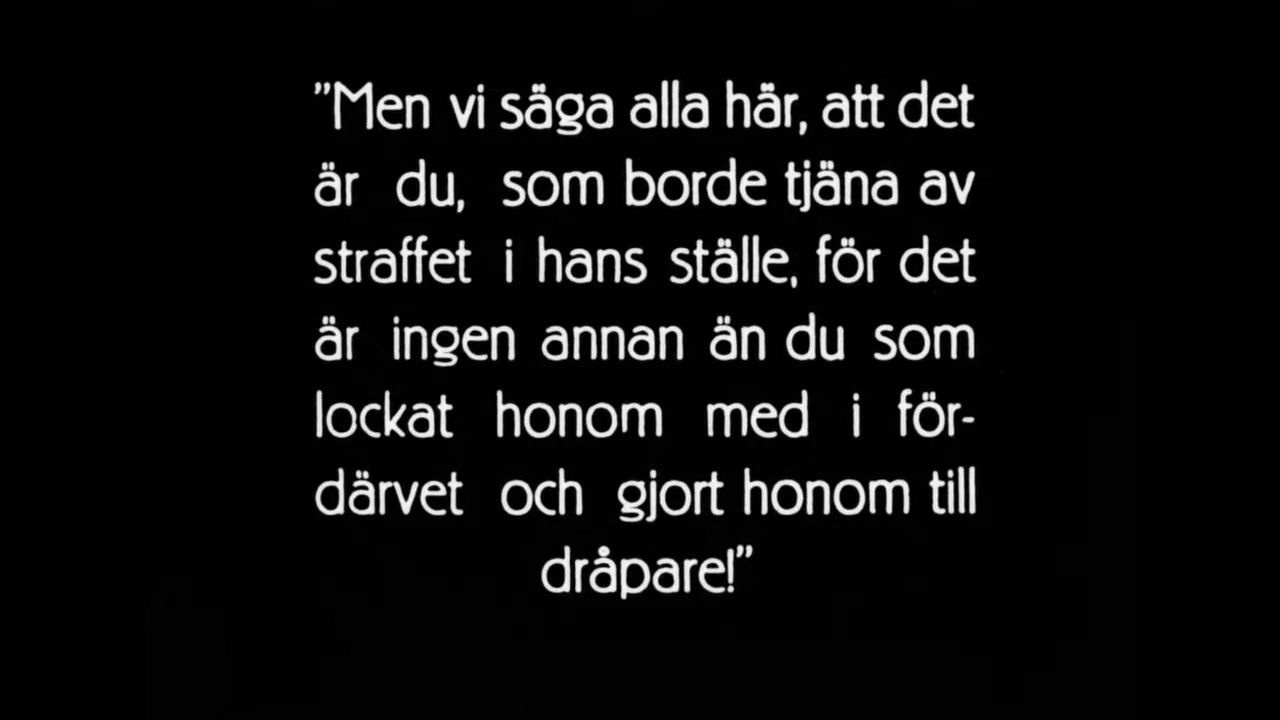 ”Men vi säga alla här, att det
är du, som borde tjäna av
straffet i hans ställe, för det
är ingen annan än du som
lockat honom med i för-
därvet och gjort honom till
dråpare!”